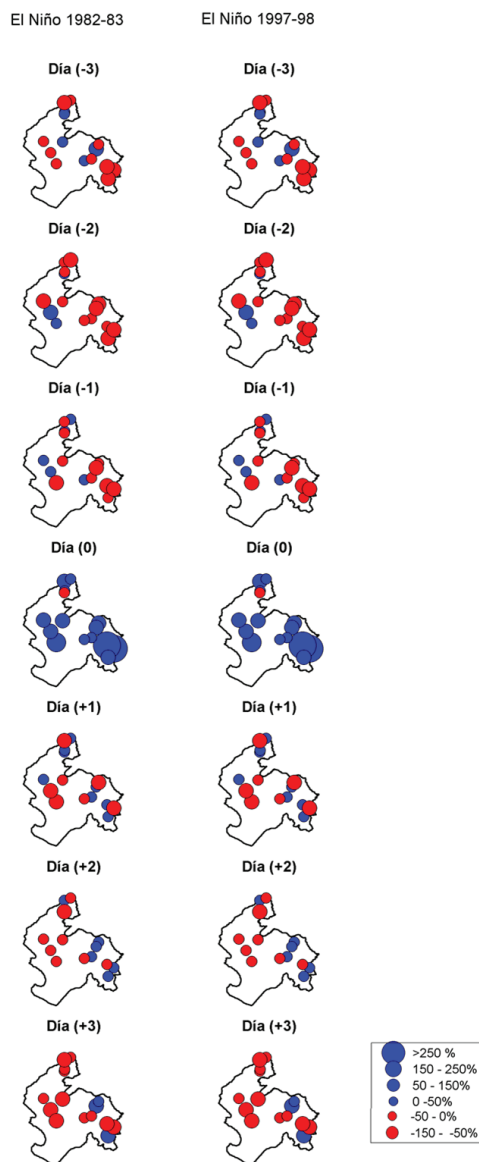 El Niño 1982-83 El Niño 1997-98
Día (-3) Día (-3)
Día (-2) Día (-2)
Día (-1) Día (-1)
Día (0) Día (0)
Día (+1) Día (+1)
Día (+2) Día (+2)
Día (+3) Día (+3)
>250 %
150 - 250%
50 - 150%
0 -50%
-50 - 0%
-150 - -50%